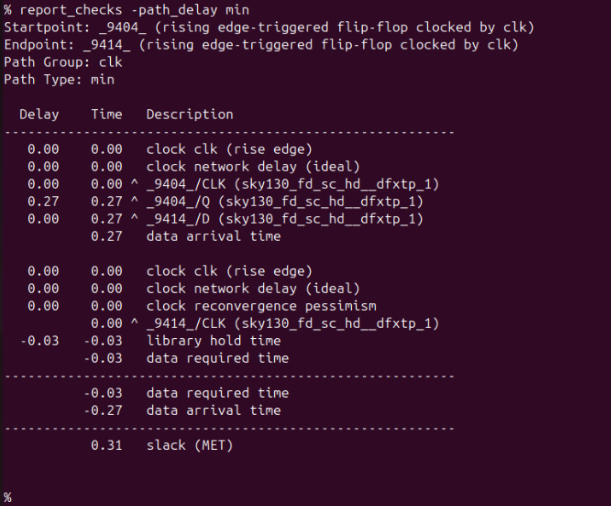 % report_checks -path_delay min
Startpoint: _9404_ (rising edge-triggered flip-flop clocked by clk)
Endpoint: _9414_ (rising edge-triggered flip-flop clocked by clk)
Path Group: clk
Path Type: min
Delay Time Description
-----------------------------------------------------------
0.00 0.00 clock clk (rise edge)
0.00 0.00 clock network delay (ideal)
0.00 0.00 ^ _9404_/CLK (sky130_fd_sc_hd__dfxtp_1)
0.27 0.27 ^ _9404_/Q (sky130_fd_sc_hd__dfxtp_1)
0.00 0.27 ^ _9414_/D (sky130_fd_sc_hd__dfxtp_1)
0.27 data arrival time
0.00 0.00 clock clk (rise edge)
0.00 0.00 clock network delay (ideal)
0.00 0.00 clock reconvergence pessimism
0.00 ^ _9414_/CLK (sky130_fd_sc_hd__dfxtp_1)
-0.03 -0.03 library hold time
-0.03 data required time
-----------------------------------------------------------
-0.03 data required time
-0.27 data arrival time
-----------------------------------------------------------
0.31 slack (MET)
%